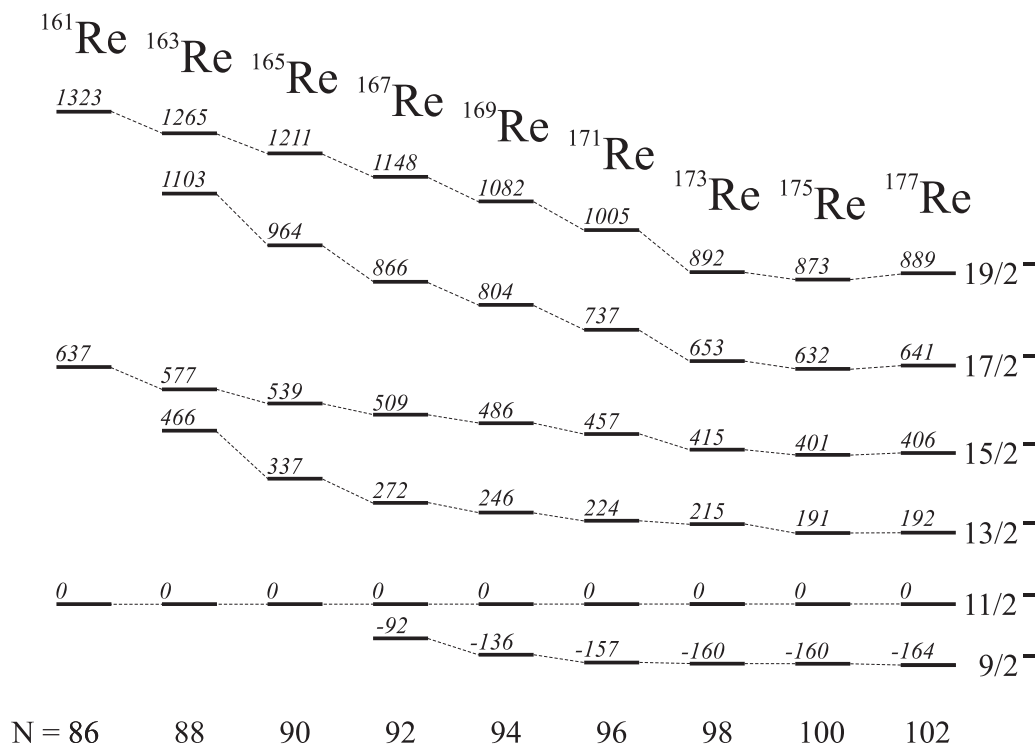 161Re 163Re 165Re 167Re 169Re 171Re 173Re 175Re 177Re
1323 1265 1211 1148 1082 1005 892 873 889 19/2−
1103 964 866 804 737 653 632 641 17/2−
637 577 539 509 486 457 415 401 406 15/2−
466 337 272 246 224 215 191 192 13/2−
0 0 0 0 0 0 0 0 0 11/2−
-92 -136 -157 -160 -160 -164 9/2−
N = 86 88 90 92 94 96 98 100 102